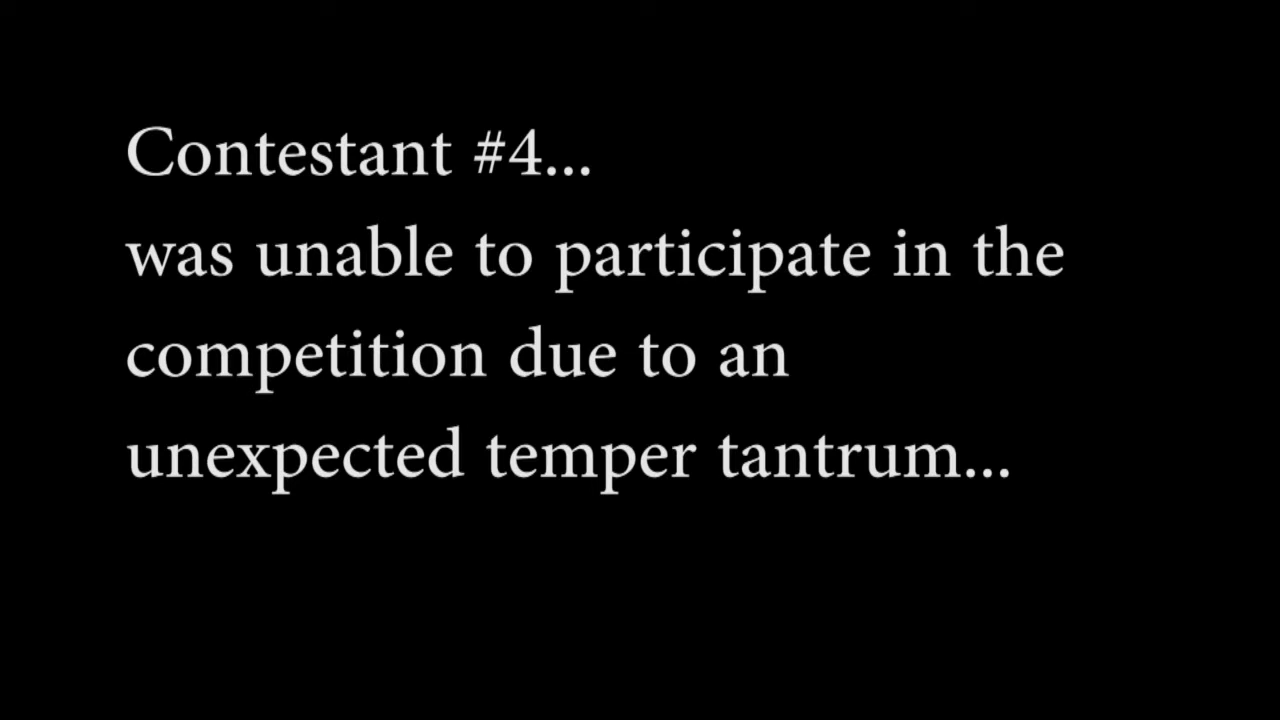 Contestant #4...
was unable to participate in the
competition due to an
unexpected temper tantrum...